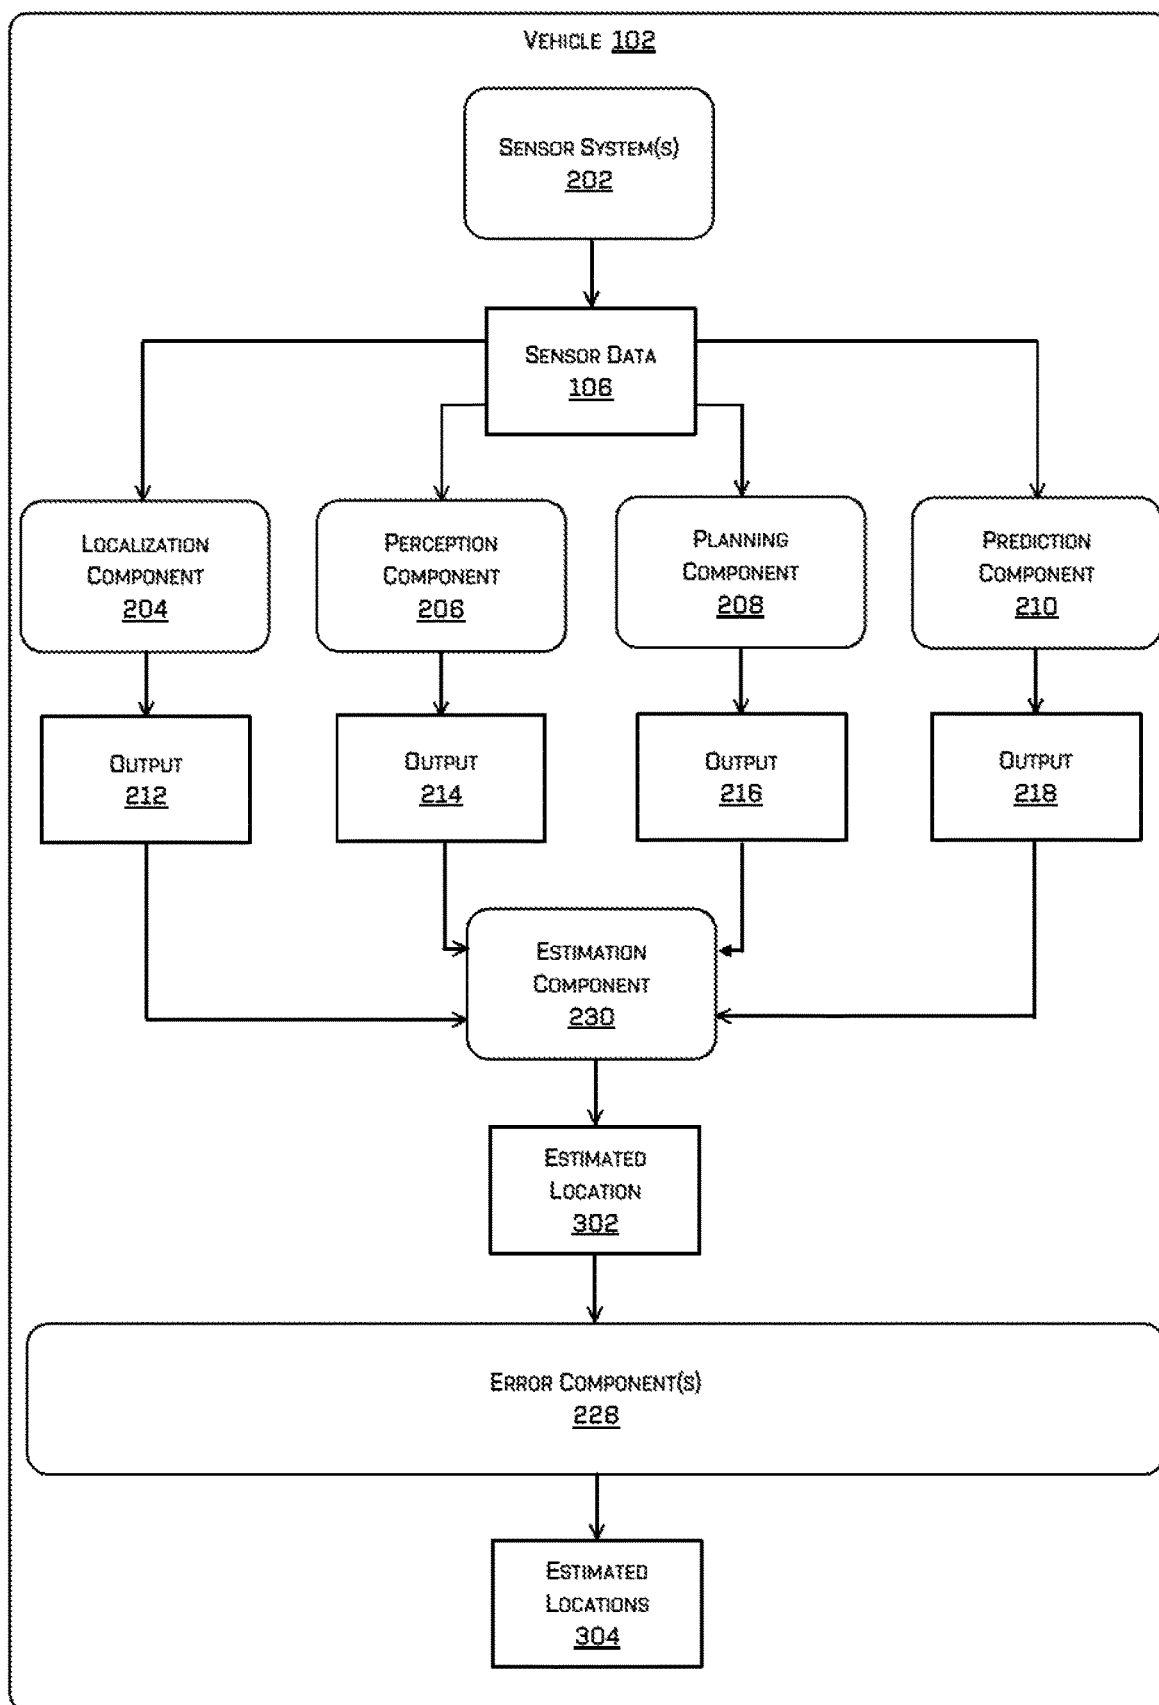 VEHICLE 102
SENSOR SYSTEM(S)
202
SENSOR DATA
106
LOCALIZATION
COMPONENT
204
PERCEPTION
COMPONENT
206
PLANNING
COMPONENT
208
PREDICTION
COMPONENT
210
OUTPUT
212
OUTPUT
214
OUTPUT
216
OUTPUT
218
ESTIMATION
COMPONENT
230
ESTIMATED
LOCATION
302
ERROR COMPONENT(S)
228
ESTIMATED
LOCATIONS
304